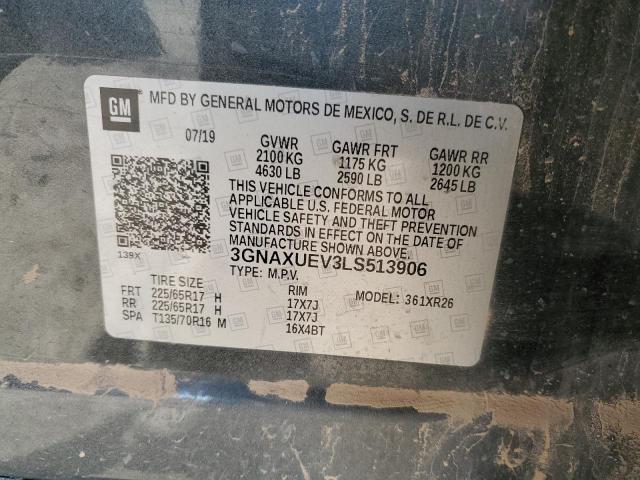 GM MFD BY GENERAL MOTORS DE MEXICO, S. DE R.L. DE C.V.
07/19 GVWR GAWR FRT GAWR RR
2100 KG 1175 KG 1200 KG
4630 LB 2590 LB 2645 LB
THIS VEHICLE CONFORMS TO ALL
APPLICABLE U.S. FEDERAL MOTOR
VEHICLE SAFETY AND THEFT PREVENTION
STANDARDS IN EFFECT ON THE DATE OF
MANUFACTURE SHOWN ABOVE.
139X 3GNAXUEV3LS513906
TYPE: M.P.V.
TIRE SIZE RIM MODEL: 361XR26
FRT 225/65R17 H 17X7J
RR 225/65R17 H 17X7J
SPA T135/70R16 M 16X4BT